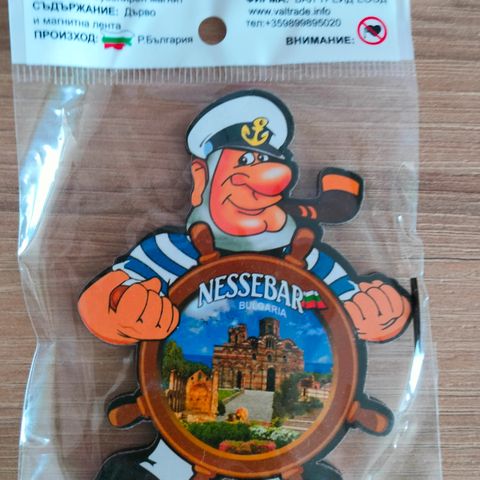 СЪДЪРЖАНИЕ: Дърво
и магнитна лента
ПРОИЗХОД: Р.България
www.valtrade.info
тел:+359899895020
ВНИМАНИЕ:
NESSEBAR
BULGARIA